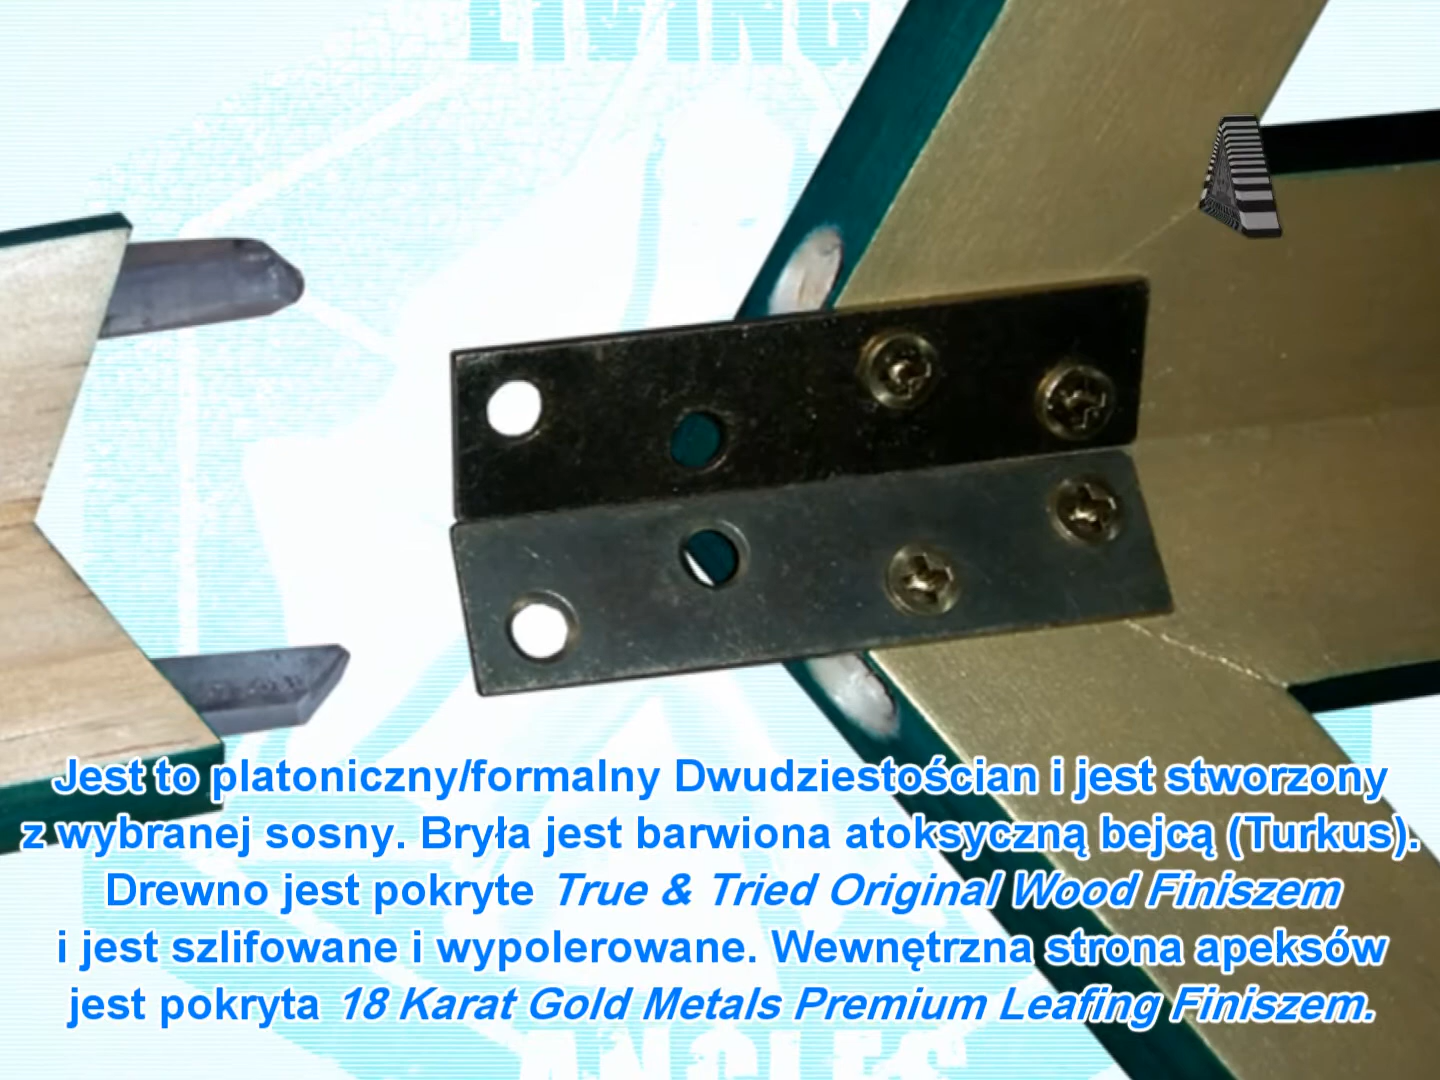 LIVING
Jest to platoniczny/formalny Dwudziestościan i jest stworzony
z wybranej sosny. Bryła jest barwiona atoksyczną bejcą (Turkus).
Drewno jest pokryte True & Tried Original Wood Finiszem
i jest szlifowane i wypolerowane. Wewnętrzna strona apeksów
jest pokryta 18 Karat Gold Metals Premium Leafing Finiszem.
ANGLES